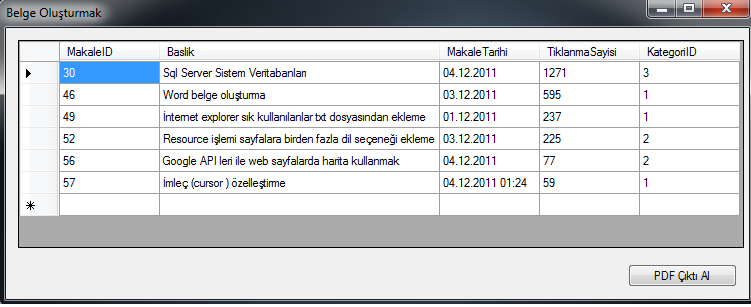 Belge Oluşturmak
MakaleID Baslik MakaleTarihi TiklanmaSayisi KategoriID
30 Sql Server Sistem Veritabanları 04.12.2011 1271 3
46 Word belge oluşturma 03.12.2011 595 1
49 İnternet explorer sık kullanılanlar txt dosyasından ekleme 01.12.2011 237 1
52 Resource işlemi sayfalara birden fazla dil seçeneği ekleme 03.12.2011 225 2
56 Google API leri ile web sayfalarda harita kullanmak 04.12.2011 77 2
57 İmleç (cursor ) özelleştirme 04.12.2011 01:24 59 1
PDF Çıktı Al